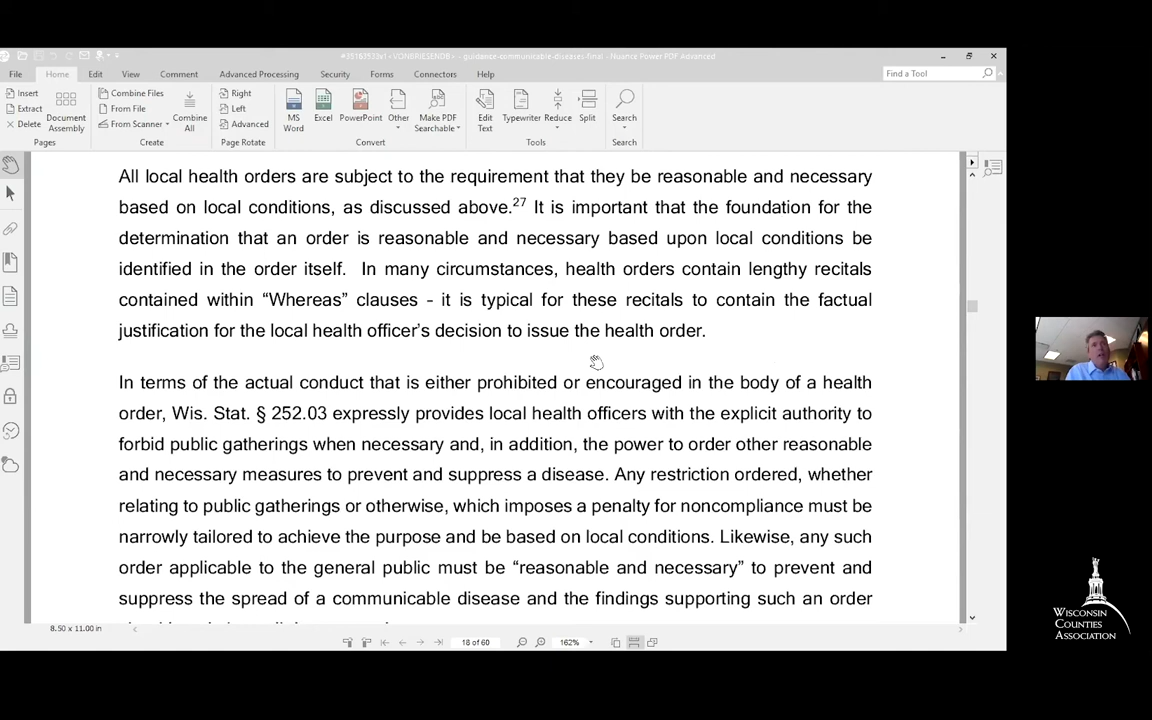 guidance-communicable-diseases-final - Nuance Power PDF Advanced
File Home Edit View Comment Advanced Processing Security Forms Connectors Help
Find a Tool
Insert
Extract
Delete
Document
Assembly
Pages
Combine Files
From File
From Scanner
Combine
All
Create
Right
Left
Advanced
Page Rotate
MS
Word
Excel
PowerPoint
Other
Make PDF
Searchable
Convert
Edit
Text
Typewriter
Reduce
Split
Tools
Search
Search
All local health orders are subject to the requirement that they be reasonable and necessary
based on local conditions, as discussed above.27 It is important that the foundation for the
determination that an order is reasonable and necessary based upon local conditions be
identified in the order itself. In many circumstances, health orders contain lengthy recitals
contained within “Whereas” clauses - it is typical for these recitals to contain the factual
justification for the local health officer’s decision to issue the health order.
In terms of the actual conduct that is either prohibited or encouraged in the body of a health
order, Wis. Stat. § 252.03 expressly provides local health officers with the explicit authority to
forbid public gatherings when necessary and, in addition, the power to order other reasonable
and necessary measures to prevent and suppress a disease. Any restriction ordered, whether
relating to public gatherings or otherwise, which imposes a penalty for noncompliance must be
narrowly tailored to achieve the purpose and be based on local conditions. Likewise, any such
order applicable to the general public must be “reasonable and necessary” to prevent and
suppress the spread of a communicable disease and the findings supporting such an order
8.50 x 11.00 in
18 of 60
162%
WISCONSIN
COUNTIES
ASSOCIATION